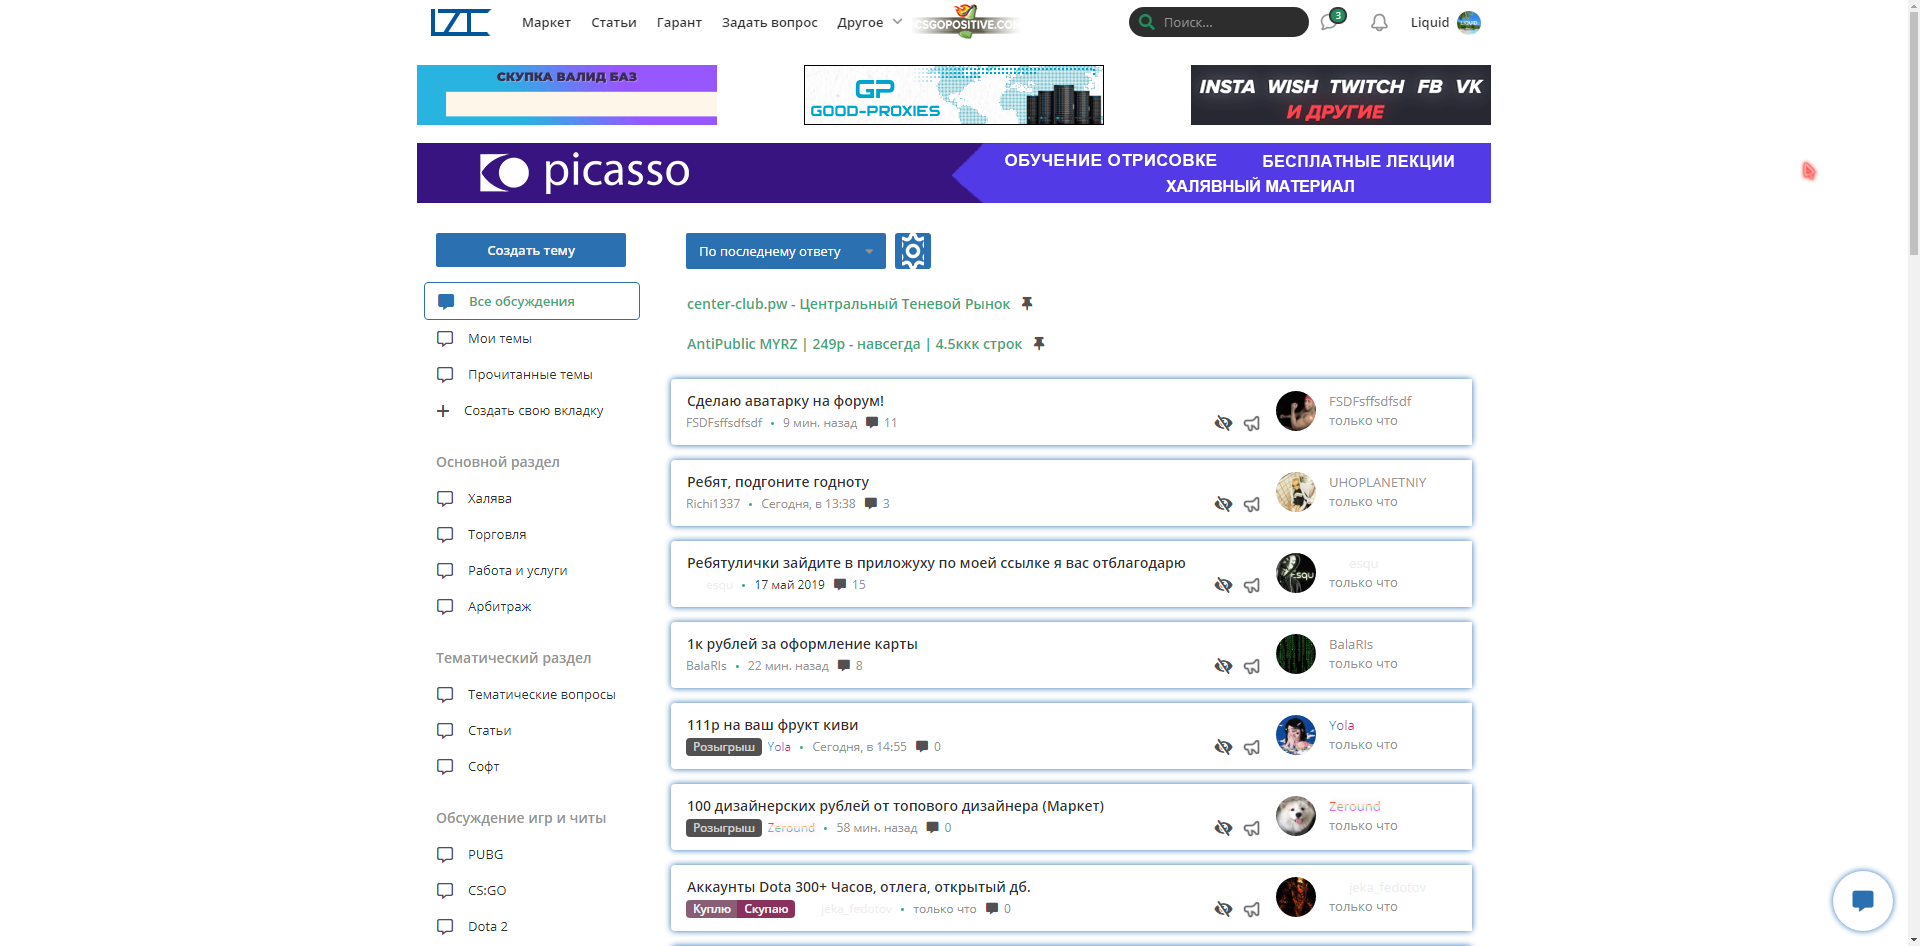 LZT
Маркет Статьи Гарант Задать вопрос Другое CSGOPOSITIVE.COM Поиск... 3 Liquid
СКУПКА ВАЛИД БАЗ
GP
GOOD-PROXIES
INSTA WISH TWITCH FB VK
И ДРУГИЕ
picasso
ОБУЧЕНИЕ ОТРИСОВКЕ БЕСПЛАТНЫЕ ЛЕКЦИИ
ХАЛЯВНЫЙ МАТЕРИАЛ
Создать тему
Все обсуждения
Мои темы
Прочитанные темы
Создать свою вкладку
Основной раздел
Халява
Торговля
Работа и услуги
Арбитраж
Тематический раздел
Тематические вопросы
Статьи
Софт
Обсуждение игр и читы
PUBG
CS:GO
Dota 2
По последнему ответу
center-club.pw - Центральный Теневой Рынок
AntiPublic MYRZ | 249р - навсегда | 4.5ккк строк
Сделаю аватарку на форум!
FSDFsffsdfsdf • 9 мин. назад 11
FSDFsffsdfsdf
только что
Ребят, подгоните годноту
Richi1337 • Сегодня, в 13:38 3
UHOPLANETNIY
только что
Ребятулички зайдите в приложуху по моей ссылке я вас отблагодарю
esqu • 17 май 2019 15
esqu
только что
1к рублей за оформление карты
BalaRIs • 22 мин. назад 8
BalaRIs
только что
111р на ваш фрукт киви
Розыгрыш Yola • Сегодня, в 14:55 0
Yola
только что
100 дизайнерских рублей от топового дизайнера (Маркет)
Розыгрыш Zeround • 58 мин. назад 0
Zeround
только что
Аккаунты Dota 300+ Часов, отлега, открытый дб.
Куплю Скупаю jeka_fedotov • только что 0
jeka_fedotov
только что